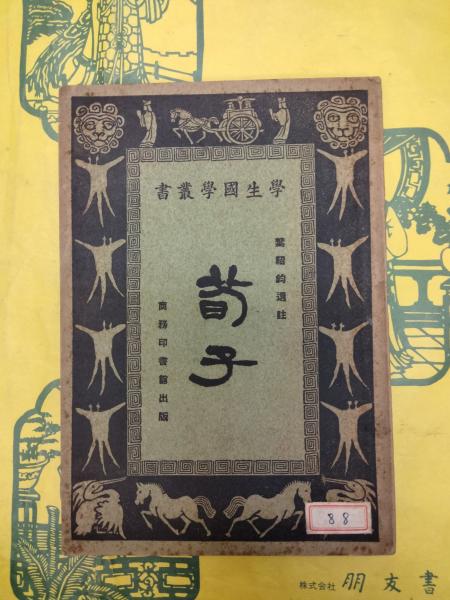 書叢學國生學
葉紹鈞選註
荀子
商務印書館出版
88
株式会社 朋友書